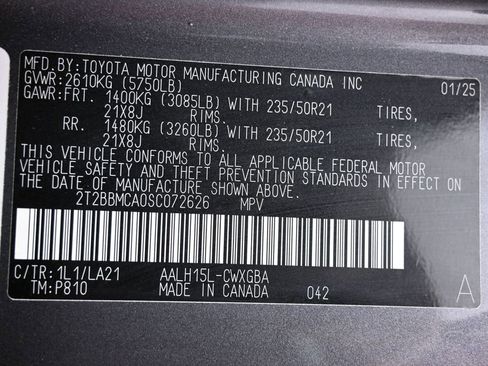 MFD.BY:TOYOTA MOTOR MANUFACTURING CANADA INC 01/25
GVWR:2610KG (5750LB)
GAWR:FRT. 1400KG (3085LB) WITH 235/50R21 TIRES,
21X8J RIMS.
RR. 1480KG (3260LB) WITH 235/50R21 TIRES,
21X8J RIMS.
THIS VEHICLE CONFORMS TO ALL APPLICABLE FEDERAL MOTOR
VEHICLE SAFETY AND THEFT PREVENTION STANDARDS IN EFFECT ON
THE DATE OF MANUFACTURE SHOWN ABOVE.
2T2BBMCA0SC072626 MPV
C/TR:1L1/LA21 AALH15L-CWXGBA
TM:P810 MADE IN CANADA 042 A